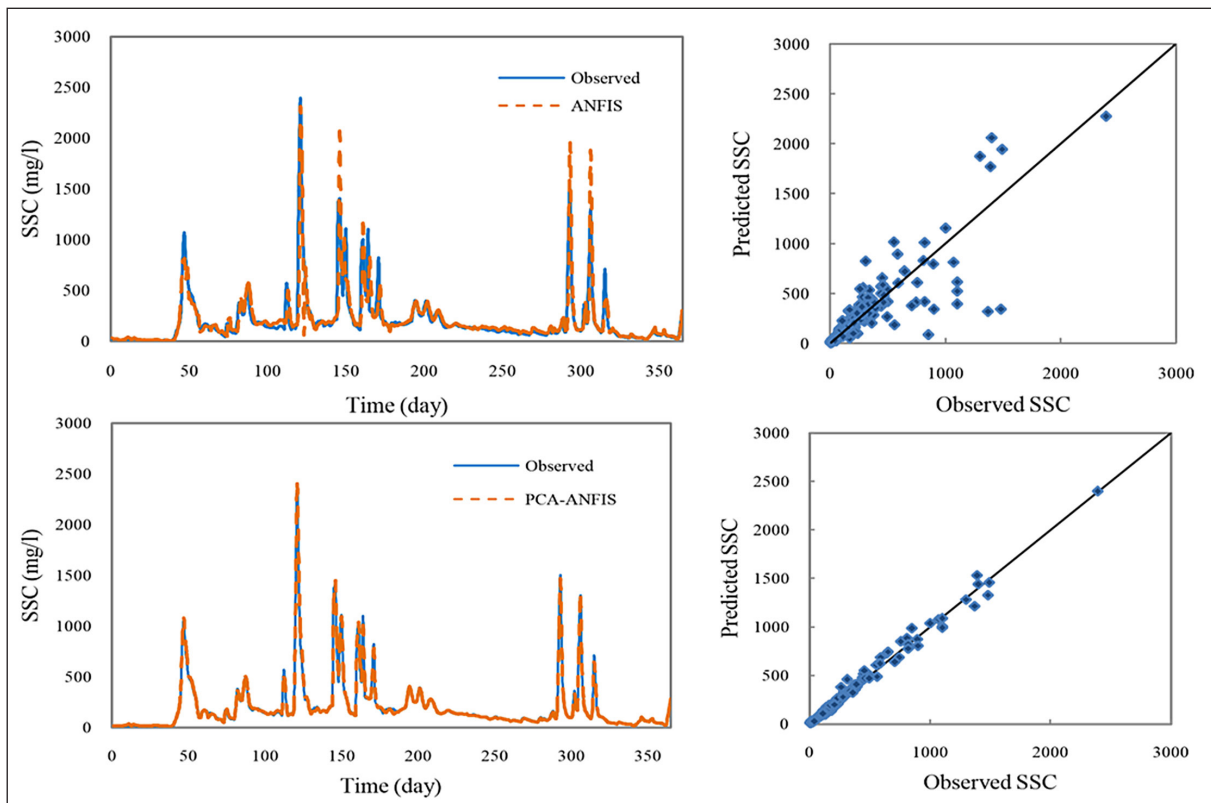 3000
2500
2000
1500
1000
500
0
SSC (mg/l)
Observed
ANFIS
0 50 100 150 200 250 300 350
Time (day)
3000
2500
2000
1500
1000
500
0
Predicted SSC
0 1000 2000 3000
Observed SSC
3000
2500
2000
1500
1000
500
0
SSC (mg/l)
Observed
PCA-ANFIS
0 50 100 150 200 250 300 350
Time (day)
3000
2500
2000
1500
1000
500
0
Predicted SSC
0 1000 2000 3000
Observed SSC